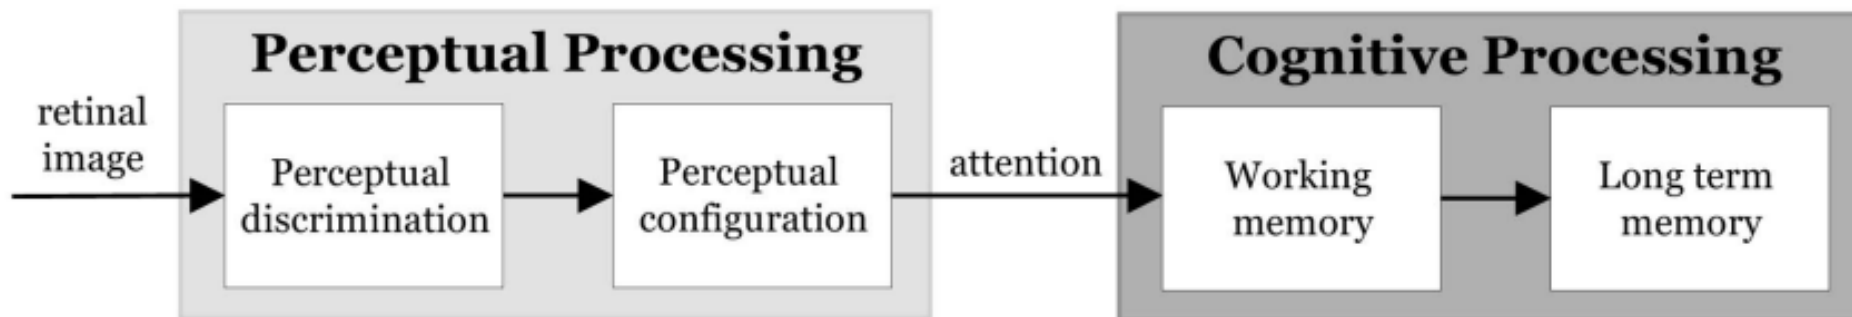 Perceptual Processing
Cognitive Processing
retinal
image
Perceptual
discrimination
Perceptual
configuration
attention
Working
memory
Long term
memory